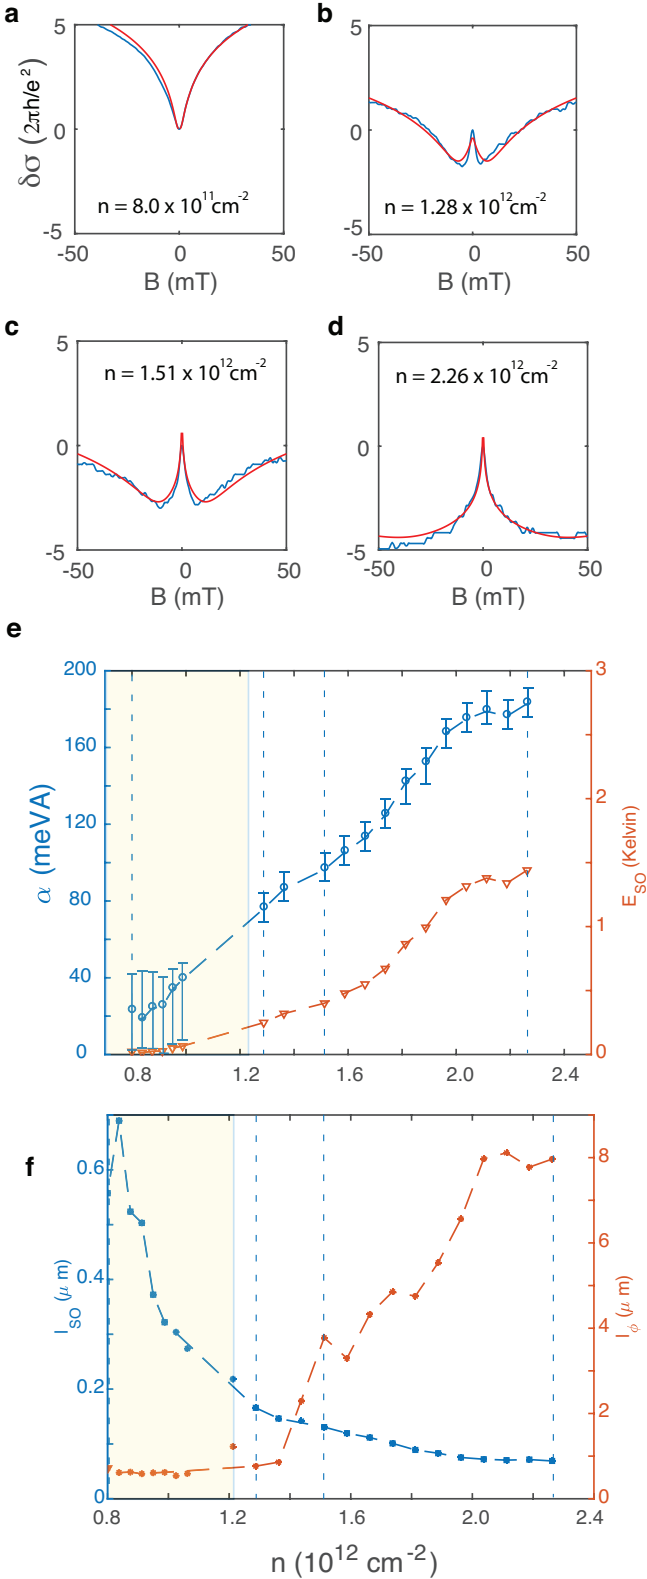 a
b
5
0
-5
δσ (2πh/e²)
n = 8.0 x 10¹¹cm⁻²
-50
0
50
B (mT)
5
0
-5
n = 1.28 x 10¹²cm⁻²
-50
0
50
B (mT)
c
d
5
0
-5
n = 1.51 x 10¹²cm⁻²
-50
0
50
B (mT)
5
0
-5
n = 2.26 x 10¹²cm⁻²
-50
0
50
B (mT)
e
200
160
120
80
40
0
α (meVA)
3
2
1
0
E_SO (Kelvin)
0.8
1.2
1.6
2.0
2.4
f
0.6
0.4
0.2
0
l_SO (μ m)
8
6
4
2
0
l_ϕ (μ m)
0.8
1.2
1.6
2.0
2.4
n (10¹² cm⁻²)